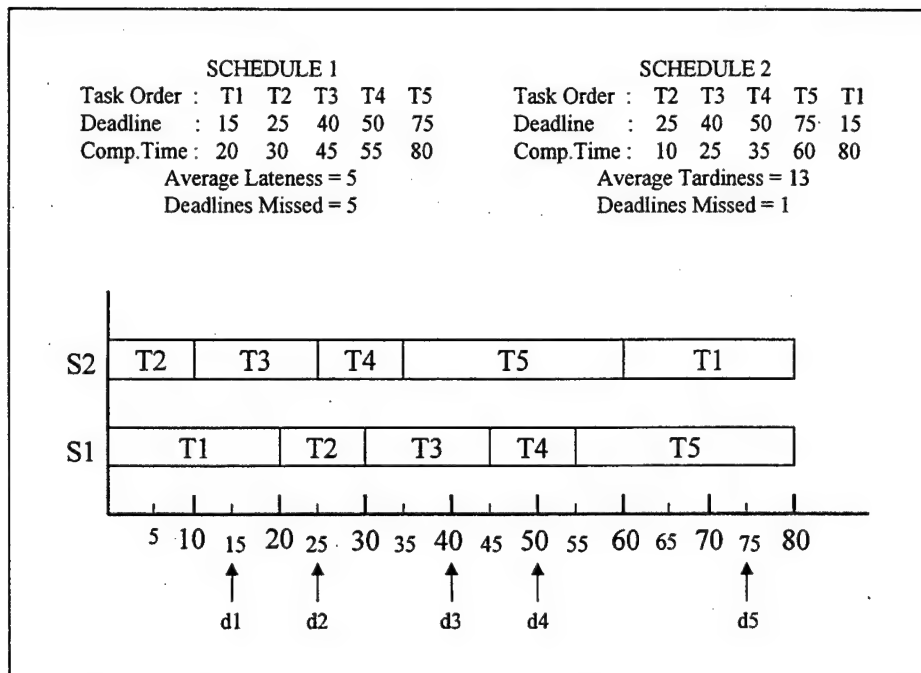 SCHEDULE 1
Task Order : T1 T2 T3 T4 T5
Deadline : 15 25 40 50 75
Comp.Time : 20 30 45 55 80
Average Lateness = 5
Deadlines Missed = 5
SCHEDULE 2
Task Order : T2 T3 T4 T5 T1
Deadline : 25 40 50 75 15
Comp.Time : 10 25 35 60 80
Average Tardiness = 13
Deadlines Missed = 1
S2 T2 T3 T4 T5 T1
S1 T1 T2 T3 T4 T5
5 10 15 20 25 30 35 40 45 50 55 60 65 70 75 80
d1 d2 d3 d4 d5